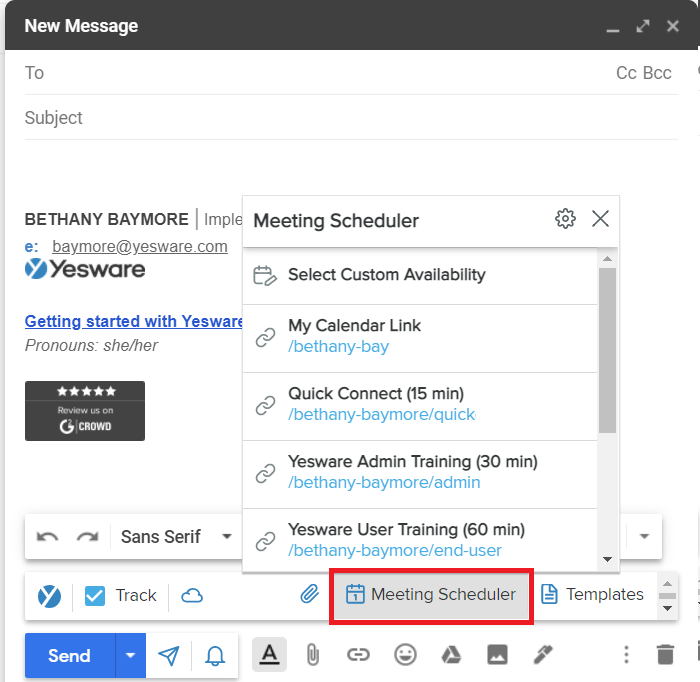 New Message
To
Cc Bcc
Subject
BETHANY BAYMORE
e: baymore@yesware.com
Yesware
Getting started with Yesware
Pronouns: she/her
Review us on
G2 CROWD
Meeting Scheduler
Select Custom Availability
My Calendar Link
/bethany-bay
Quick Connect (15 min)
/bethany-baymore/quick
Yesware Admin Training (30 min)
/bethany-baymore/admin
Yesware User Training (60 min)
/bethany-baymore/end-user
Sans Serif
Track
Meeting Scheduler
Templates
Send
A